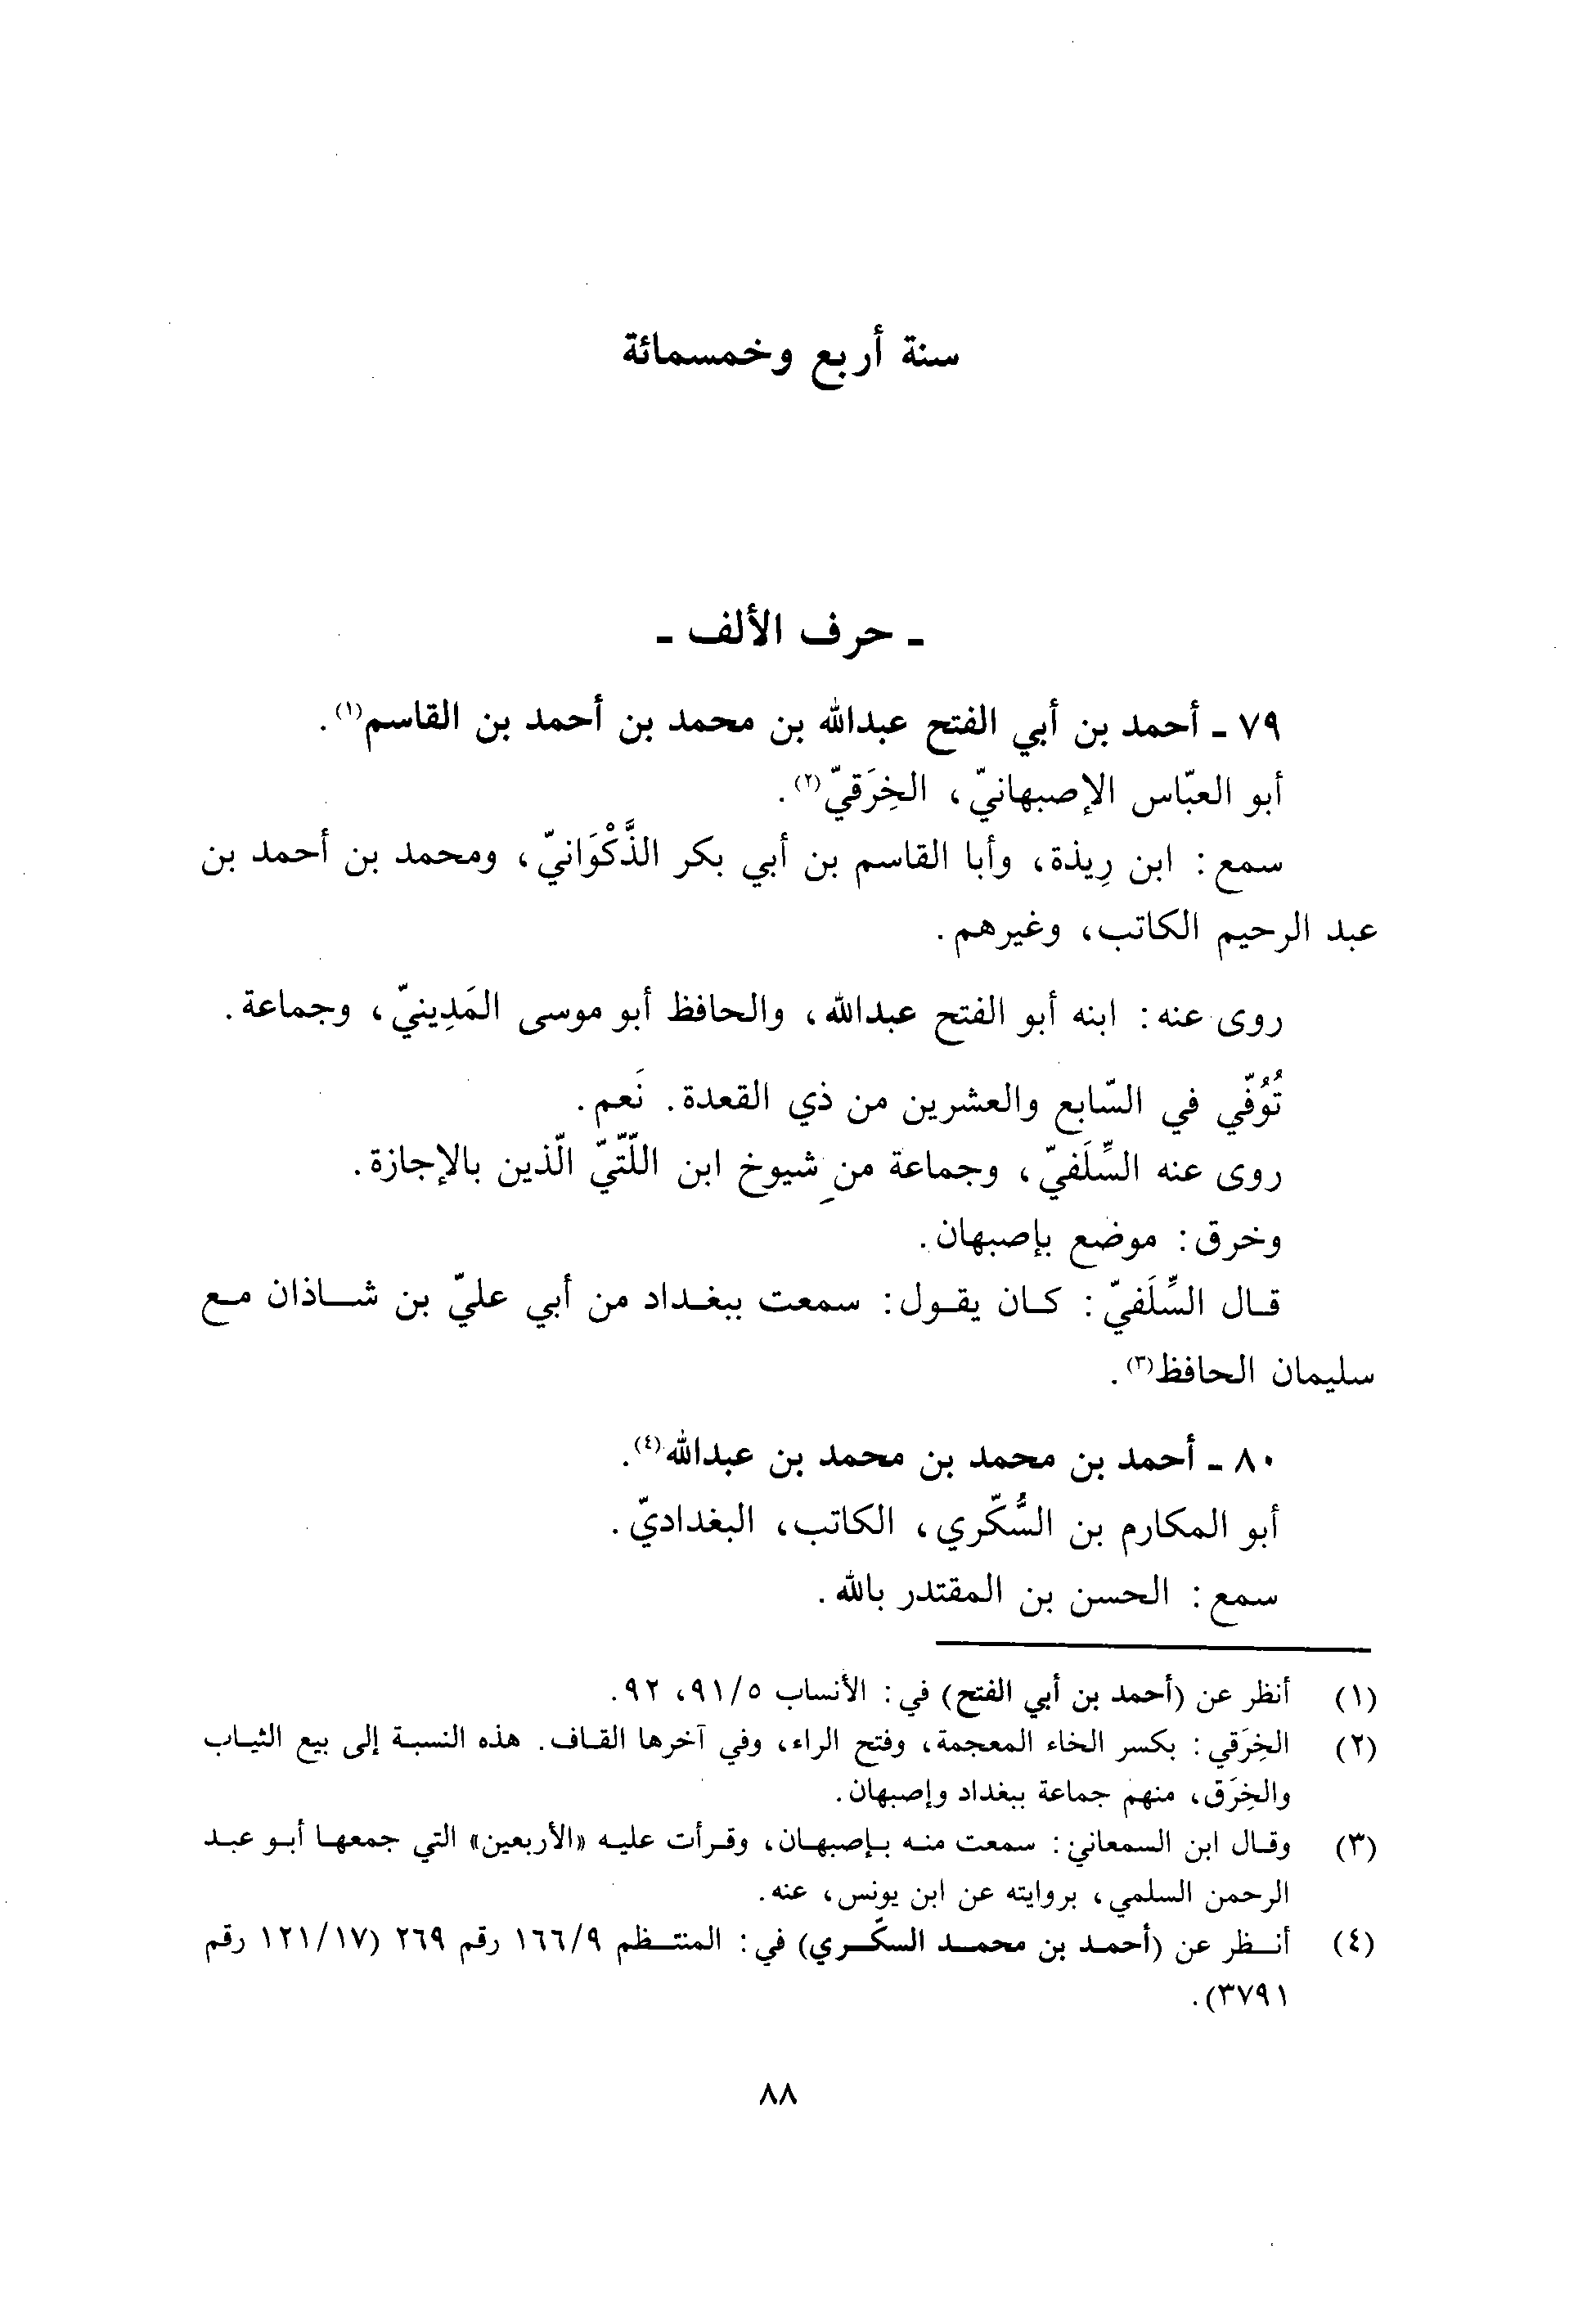 سنة أربع وخمسمائة
ـ حرف الألف ـ
٧٩ ـ أحمد بن أبي الفتح عبدالله بن محمد بن أحمد بن القاسم(١).
أبو العبّاس الإصبهانيّ، الخِرَقيّ(٢).
سمع: ابن رِيذة، وأبا القاسم بن أبي بكر الذَّكْوَانيّ، ومحمد بن أحمد بن
عبد الرحيم الكاتب، وغيرهم.
روى عنه: ابنه أبو الفتح عبدالله، والحافظ أبو موسى المَدِينيّ، وجماعة.
تُوُفّي في السّابع والعشرين من ذي القعدة. نَعم.
روى عنه السِّلَفيّ، وجماعة من شيوخ ابن اللّتّيّ الّذين بالإجازة.
وخرق: موضع بإصبهان.
قال السِّلَفيّ: كان يقول: سمعت ببغداد من أبي عليّ بن شاذان مع
سليمان الحافظ(٣).
٨٠ ـ أحمد بن محمد بن محمد بن عبدالله(٤).
أبو المكارم بن السُّكّري، الكاتب، البغداديّ.
سمع: الحسن بن المقتدر بالله.
(١) أنظر عن (أحمد بن أبي الفتح) في: الأنساب ٩١/٥، ٩٢.
(٢) الخِرَقي: بكسر الخاء المعجمة، وفتح الراء، وفي آخرها القاف. هذه النسبة إلى بيع الثياب
والخِرَق، منهم جماعة ببغداد وإصبهان.
(٣) وقال ابن السمعاني: سمعت منه بإصبهان، وقرأت عليه «الأربعين» التي جمعها أبو عبد
الرحمن السلمي، بروايته عن ابن يونس، عنه.
(٤) أنظر عن (أحمد بن محمد السكّري) في: المنتظم ١٦٦/٩ رقم ٢٦٩ (١٢١/١٧ رقم
٣٧٩١).
٨٨